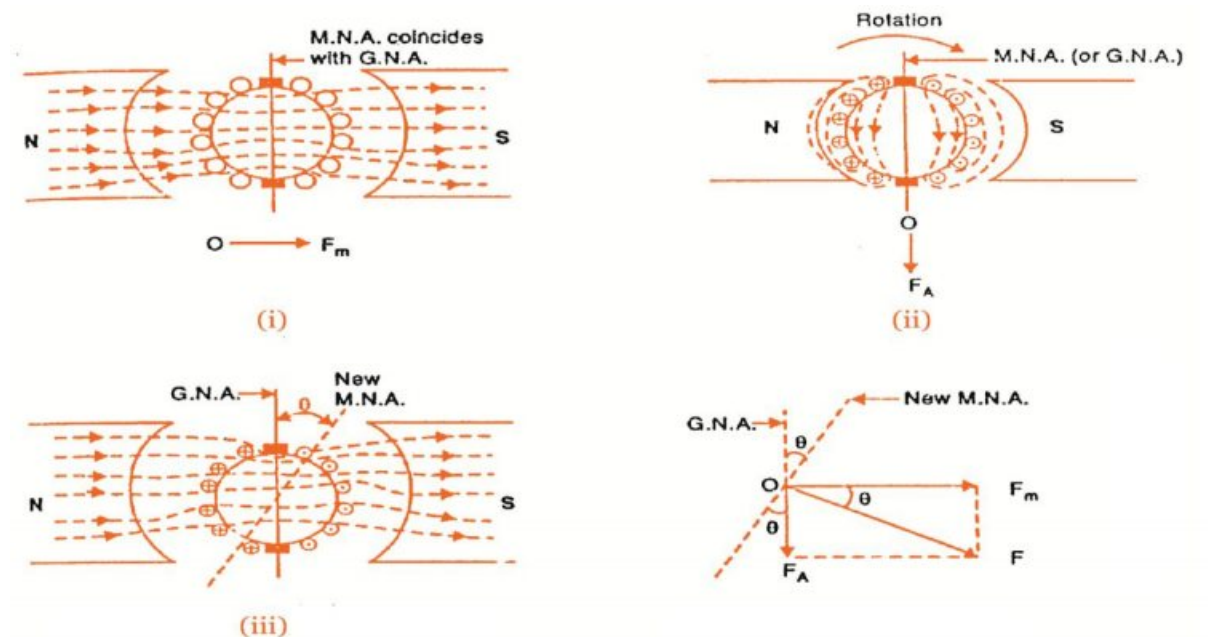 M.N.A. coincides
with G.N.A.
N
S
O
Fm
(i)
Rotation
M.N.A. (or G.N.A.)
N
S
O
FA
(ii)
G.N.A.
New
M.N.A.
θ
N
S
(iii)
New M.N.A.
G.N.A.
θ
O
θ
Fm
θ
FA
F